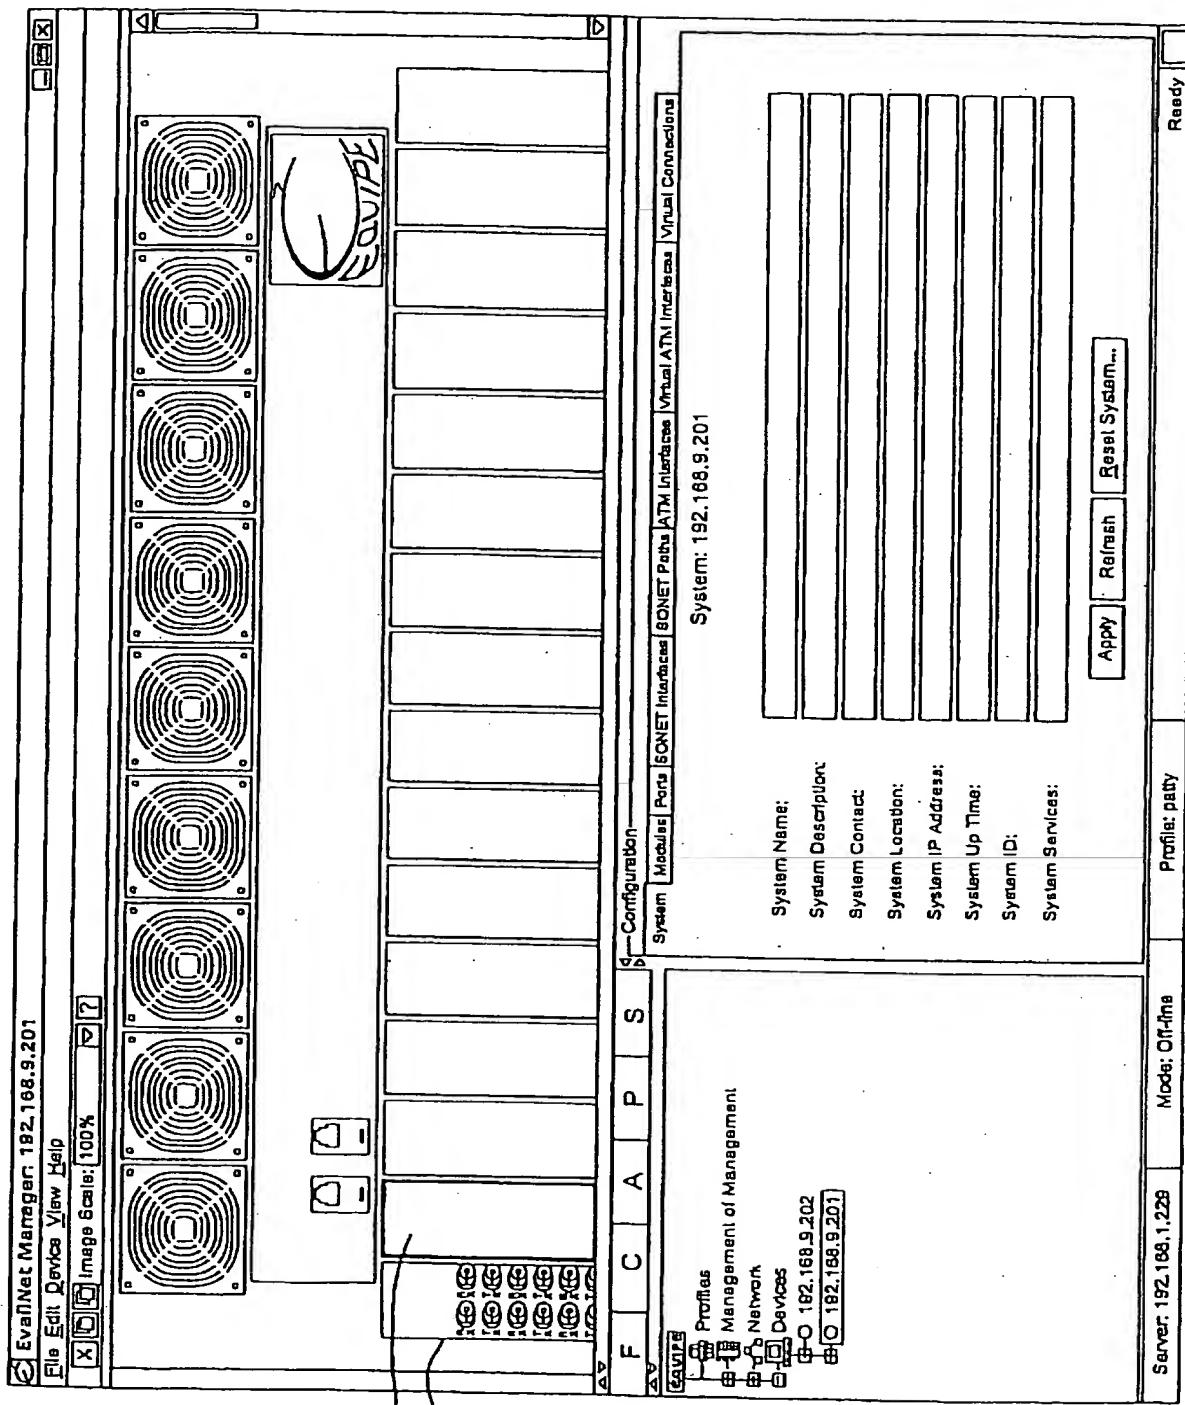 EvanNet Manager: 192.168.9.201
File Edit Device View Help
Image Scale: 100% ?
EQUIPE
F C A P S
Configuration
System Modules Ports SONET Interfaces SONET Paths ATM Interfaces Virtual ATM Interfaces Virtual Connections
EQUIPE
Profiles
Management of Management
Network
Devices
192.168.9.202
192.168.9.201
System: 192.168.9.201
System Name:
System Description:
System Contact:
System Location:
System IP Address:
System Up Time:
System ID:
System Services:
Apply Refresh Reset System...
Server: 192.168.1.229 Mode: Off-line Profile: patty Ready